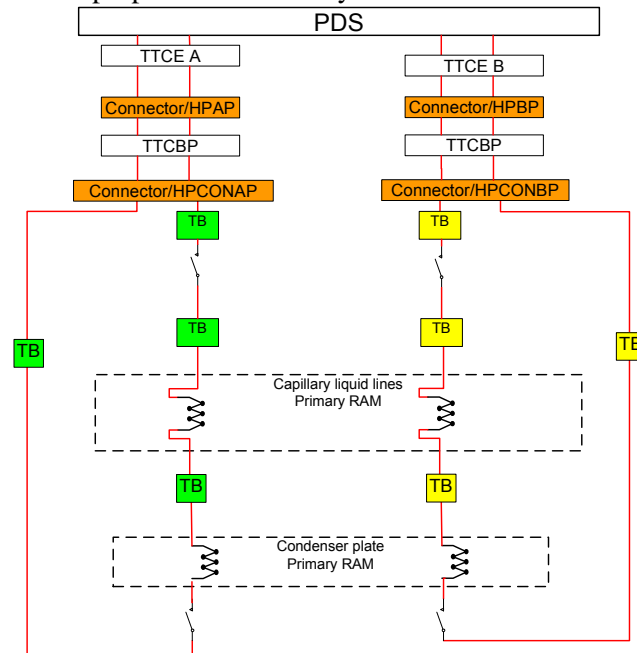 PDS
TTCE A
TTCE B
Connector/HPAP
Connector/HPBP
TTCBP
TTCBP
Connector/HPCONAP
Connector/HPCONBP
TB
TB
TB
TB
TB
TB
Capillary liquid lines
Primary RAM
TB
TB
Condenser plate
Primary RAM